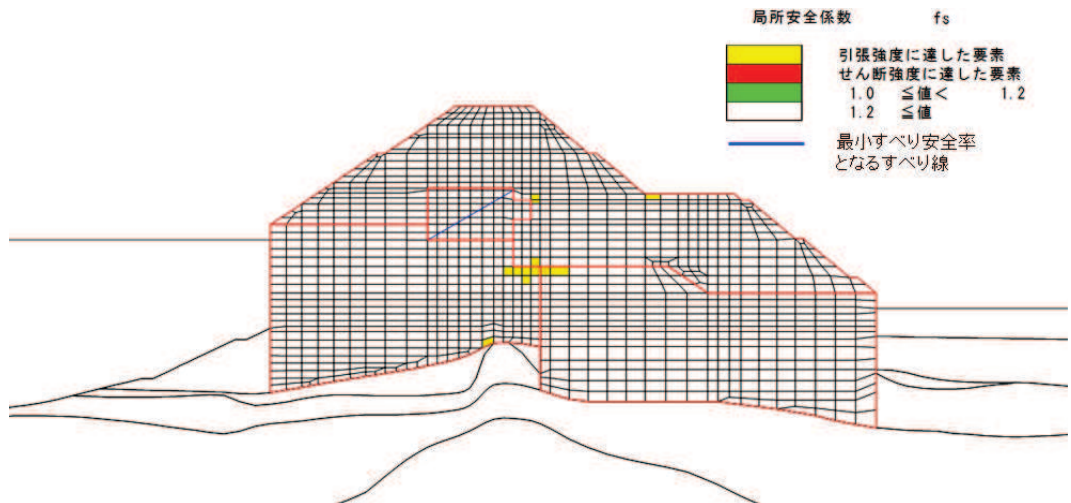 局所安全係数 fs
引張強度に達した要素
せん断強度に達した要素
1.0 ≦値< 1.2
1.2 ≦値
最小すべり安全率
となるすべり線